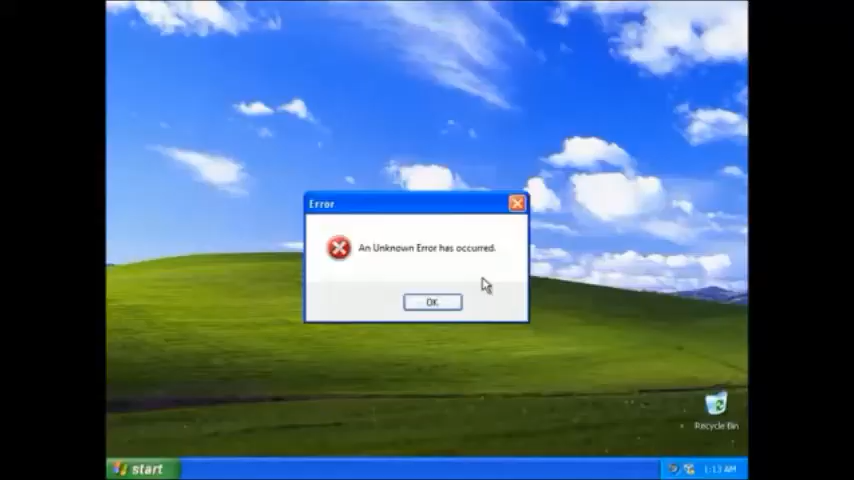 Error
An Unknown Error has occurred.
OK
Recycle Bin
start
1:13 AM